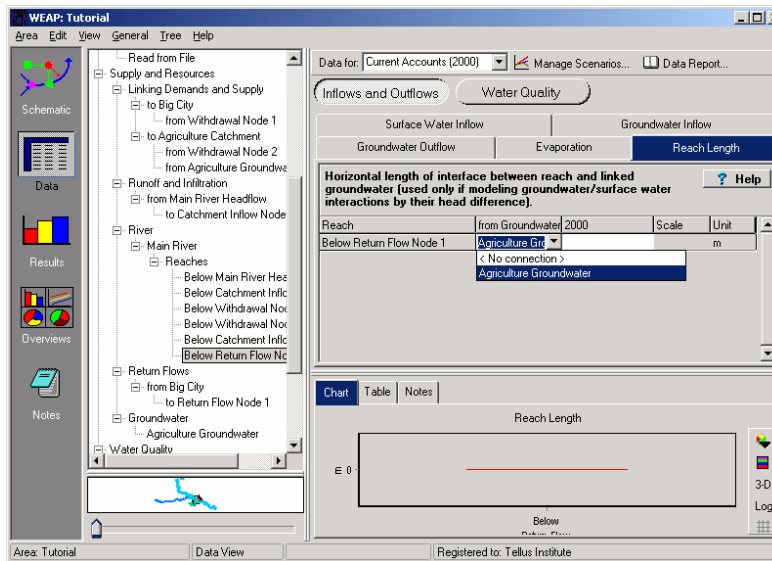 WEAP: Tutorial
Area Edit View General Tree Help
Schematic
Data
Results
Overviews
Notes
Read from File
Supply and Resources
Linking Demands and Supply
to Big City
from Withdrawal Node 1
to Agriculture Catchment
from Withdrawal Node 2
from Agriculture Groundwa
Runoff and Infiltration
from Main River Headflow
to Catchment Inflow Node
River
Main River
Reaches
Below Main River Hea
Below Catchment Inflo
Below Withdrawal Noc
Below Withdrawal Noc
Below Catchment Inflo
Below Return Flow Nc
Return Flows
from Big City
to Return Flow Node 1
Groundwater
Agriculture Groundwater
Water Quality
Data for: Current Accounts (2000) Manage Scenarios... Data Report...
Inflows and Outflows Water Quality
Surface Water Inflow Groundwater Inflow
Groundwater Outflow Evaporation Reach Length
Horizontal length of interface between reach and linked
groundwater (used only if modeling groundwater/surface water
interactions by their head difference).
? Help
Reach from Groundwater 2000 Scale Unit
Below Return Flow Node 1 Agriculture Grc m
< No connection >
Agriculture Groundwater
Chart Table Notes
Reach Length
m 0
Below
Return Flow
3-D
Log
Area: Tutorial Data View Registered to: Tellus Institute